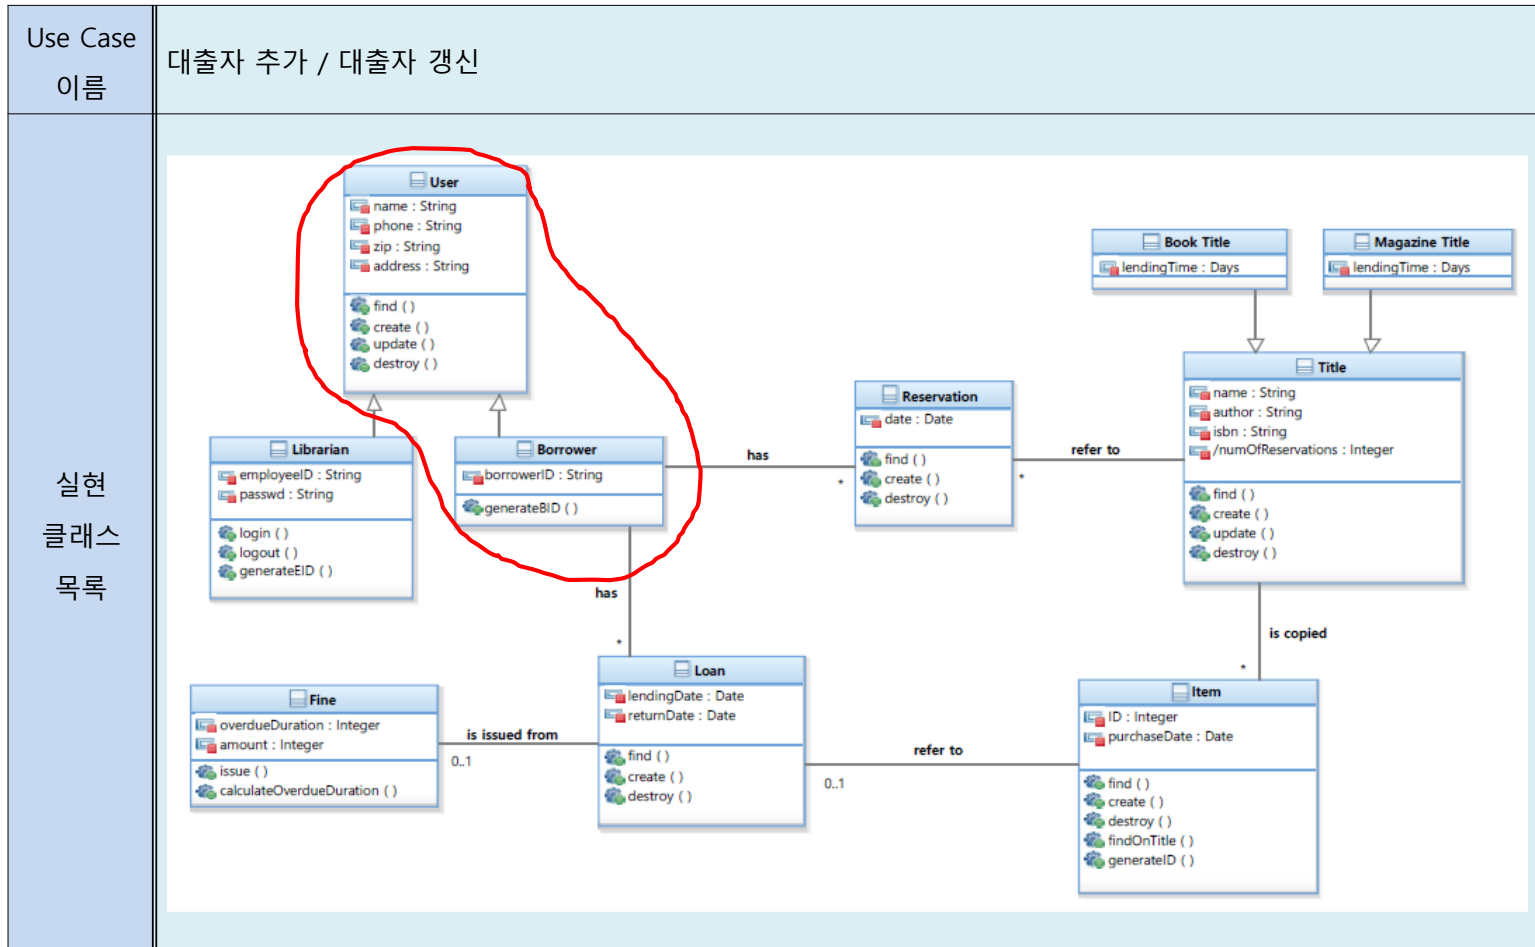 Use Case
이름
대출자 추가 / 대출자 갱신
실현
클래스
목록
User
name : String
phone : String
zip : String
address : String
find ( )
create ( )
update ( )
destroy ( )
Librarian
employeeID : String
passwd : String
login ( )
logout ( )
generateEID ( )
Borrower
borrowerID : String
generateBID ( )
has
*
Reservation
date : Date
find ( )
create ( )
destroy ( )
refer to
*
Book Title
lendingTime : Days
Magazine Title
lendingTime : Days
Title
name : String
author : String
isbn : String
/numOfReservations : Integer
find ( )
create ( )
update ( )
destroy ( )
has
*
is copied
*
Fine
overdueDuration : Integer
amount : Integer
issue ( )
calculateOverdueDuration ( )
is issued from
0..1
Loan
lendingDate : Date
returnDate : Date
find ( )
create ( )
destroy ( )
refer to
0..1
Item
ID : Integer
purchaseDate : Date
find ( )
create ( )
destroy ( )
findOnTitle ( )
generateID ( )